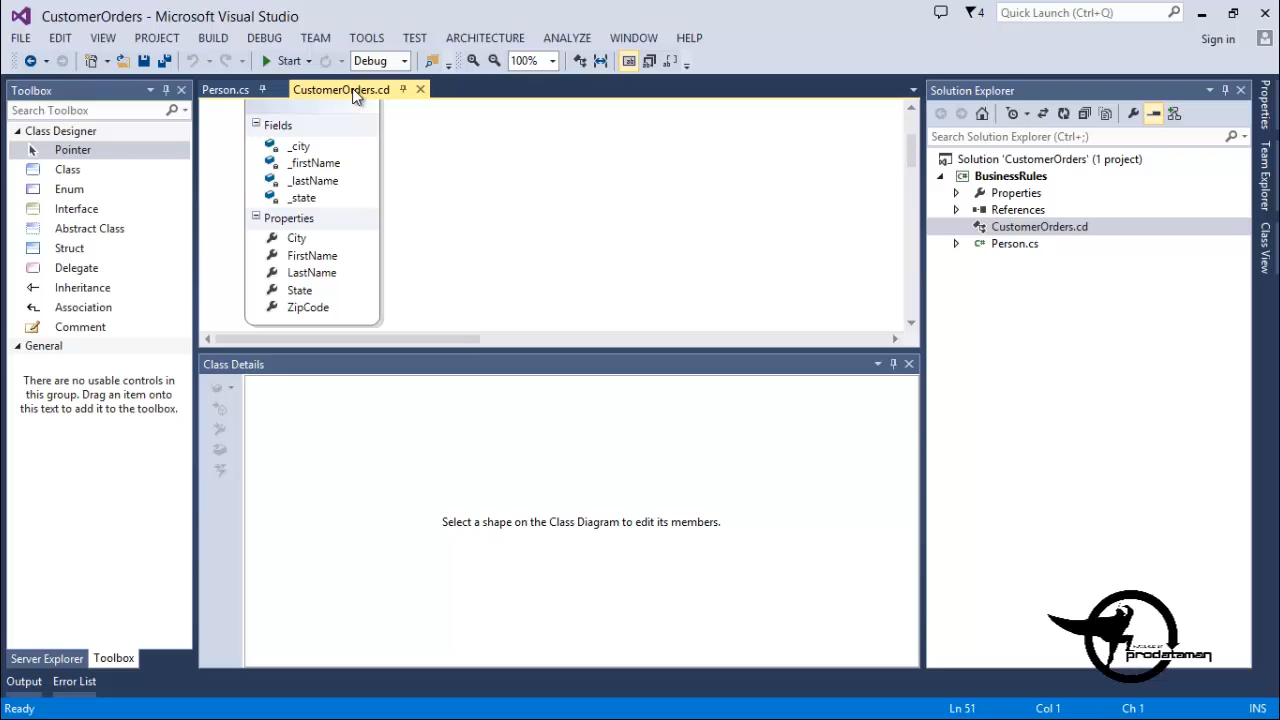 CustomerOrders - Microsoft Visual Studio
4
Quick Launch (Ctrl+Q)
FILE EDIT VIEW PROJECT BUILD DEBUG TEAM TOOLS TEST ARCHITECTURE ANALYZE WINDOW HELP
Sign in
Start
Debug
100%
Toolbox
Search Toolbox
Class Designer
Pointer
Class
Enum
Interface
Abstract Class
Struct
Delegate
Inheritance
Association
Comment
General
There are no usable controls in
this group. Drag an item onto
this text to add it to the toolbox.
Server Explorer
Toolbox
Person.cs
CustomerOrders.cd
Fields
_city
_firstName
_lastName
_state
Properties
City
FirstName
LastName
State
ZipCode
Class Details
Select a shape on the Class Diagram to edit its members.
Solution Explorer
Search Solution Explorer (Ctrl+;)
Solution 'CustomerOrders' (1 project)
C# BusinessRules
Properties
References
CustomerOrders.cd
C# Person.cs
Properties
Team Explorer
Class View
prodataman
Output
Error List
Ready
Ln 51
Col 1
Ch 1
INS